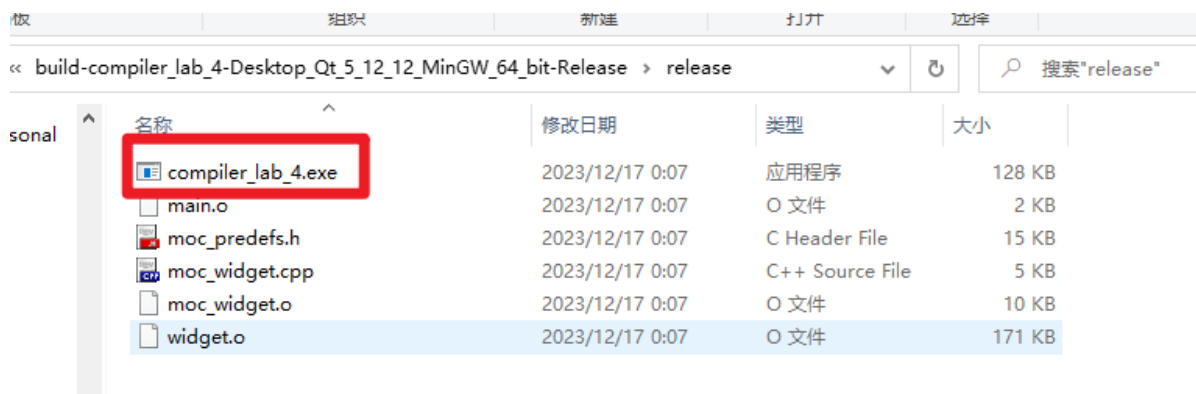 板 组织 新建 打开 选择
« build-compiler_lab_4-Desktop_Qt_5_12_12_MinGW_64_bit-Release › release 搜索"release"
sonal 名称 修改日期 类型 大小
compiler_lab_4.exe 2023/12/17 0:07 应用程序 128 KB
main.o 2023/12/17 0:07 O 文件 2 KB
moc_predefs.h 2023/12/17 0:07 C Header File 15 KB
moc_widget.cpp 2023/12/17 0:07 C++ Source File 5 KB
moc_widget.o 2023/12/17 0:07 O 文件 10 KB
widget.o 2023/12/17 0:07 O 文件 171 KB